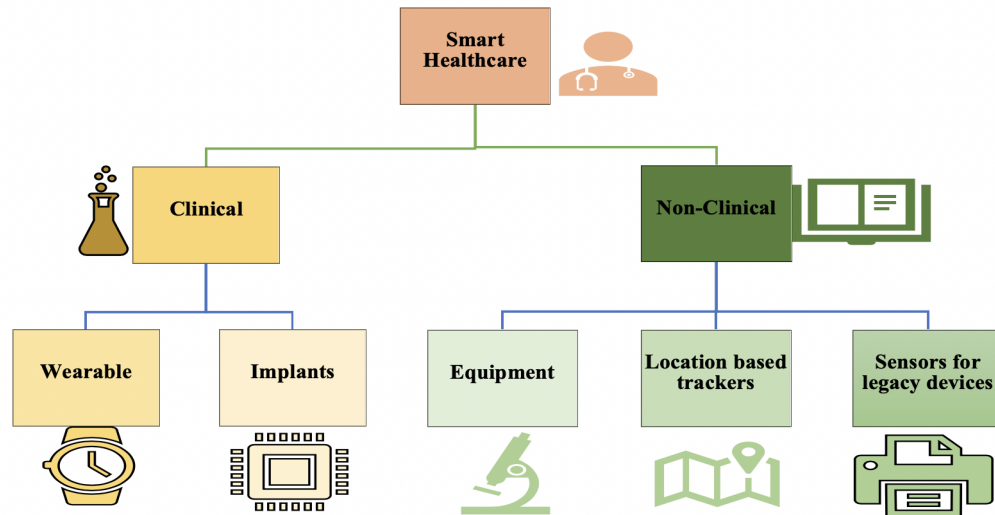 Smart
Healthcare
Clinical
Non-Clinical
Wearable
Implants
Equipment
Location based
trackers
Sensors for
legacy devices